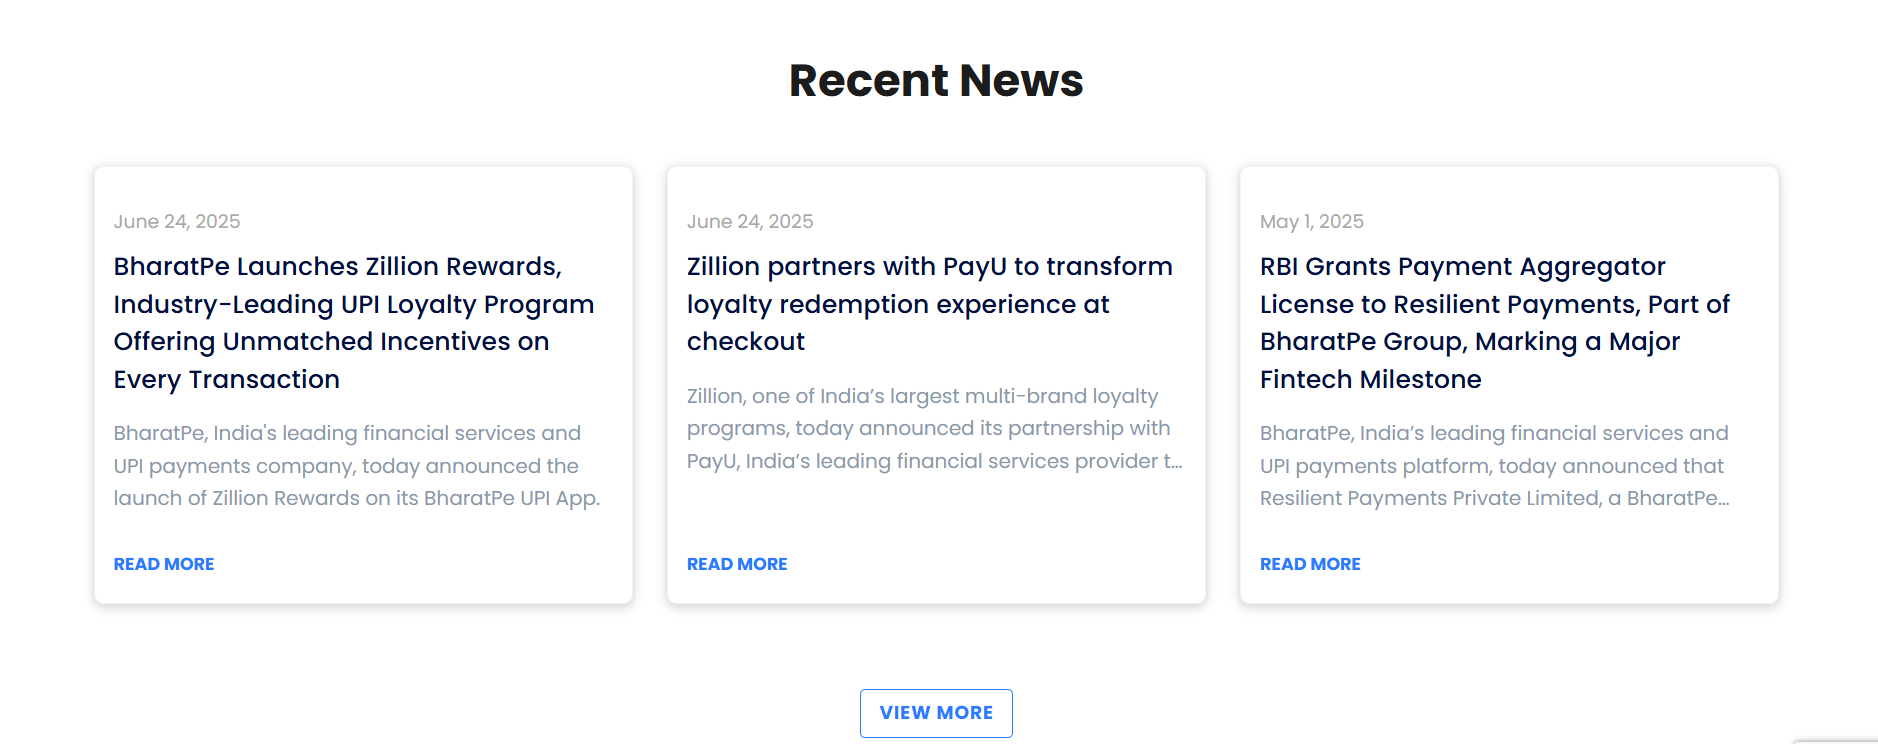 Recent News
June 24, 2025
BharatPe Launches Zillion Rewards,
Industry-Leading UPI Loyalty Program
Offering Unmatched Incentives on
Every Transaction
BharatPe, India's leading financial services and
UPI payments company, today announced the
launch of Zillion Rewards on its BharatPe UPI App.
READ MORE
June 24, 2025
Zillion partners with PayU to transform
loyalty redemption experience at
checkout
Zillion, one of India’s largest multi-brand loyalty
programs, today announced its partnership with
PayU, India’s leading financial services provider t...
READ MORE
May 1, 2025
RBI Grants Payment Aggregator
License to Resilient Payments, Part of
BharatPe Group, Marking a Major
Fintech Milestone
BharatPe, India’s leading financial services and
UPI payments platform, today announced that
Resilient Payments Private Limited, a BharatPe...
READ MORE
VIEW MORE